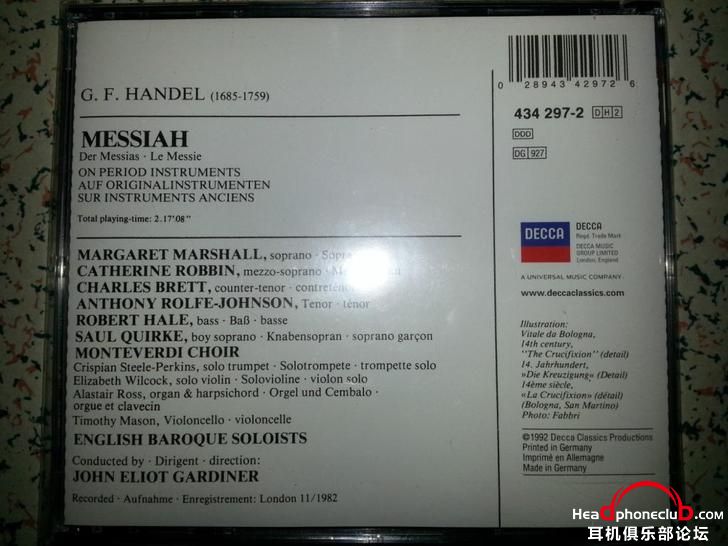 G. F. HANDEL (1685-1759)
MESSIAH
Der Messias · Le Messie
ON PERIOD INSTRUMENTS
AUF ORIGINALINSTRUMENTEN
SUR INSTRUMENTS ANCIENS
Total playing-time: 2.17'08"
MARGARET MARSHALL, soprano ·
CATHERINE ROBBIN, mezzo-soprano ·
CHARLES BRETT, counter-tenor ·
ANTHONY ROLFE-JOHNSON, Tenor · ténor
ROBERT HALE, bass · Baß · basse
SAUL QUIRKE, boy soprano · Knabensopran · soprano garçon
MONTEVERDI CHOIR
Crispian Steele-Perkins, solo trumpet · Solotrompete · trompette solo
Elizabeth Wilcock, solo violin · Solovioline · violon solo
Alastair Ross, organ & harpsichord · Orgel und Cembalo ·
orgue et clavecin
Timothy Mason, Violoncello · violoncelle
ENGLISH BAROQUE SOLOISTS
Conducted by · Dirigent · direction:
JOHN ELIOT GARDINER
Recorded · Aufnahme · Enregistrement: London 11/1982
0 28943 42972 6
434 297-2 DH2
DDD
DG 927
DECCA
DECCA
Regd. Trade Mark
DECCA MUSIC
GROUP LIMITED
London, England
A UNIVERSAL MUSIC COMPANY
www.deccaclassics.com
Illustration:
Vitale da Bologna,
14th century,
"The Crucifixion" (detail)
14. Jahrhundert,
»Die Kreuzigung« (Detail)
14ème siècle,
«La Crucifixion» (détail)
(Bologna, San Martino)
Photo: Fabbri
©1992 Decca Classics Productions
Printed in Germany
Imprimé en Allemagne
Made in Germany
Headphoneclub.com
耳机俱乐部论坛